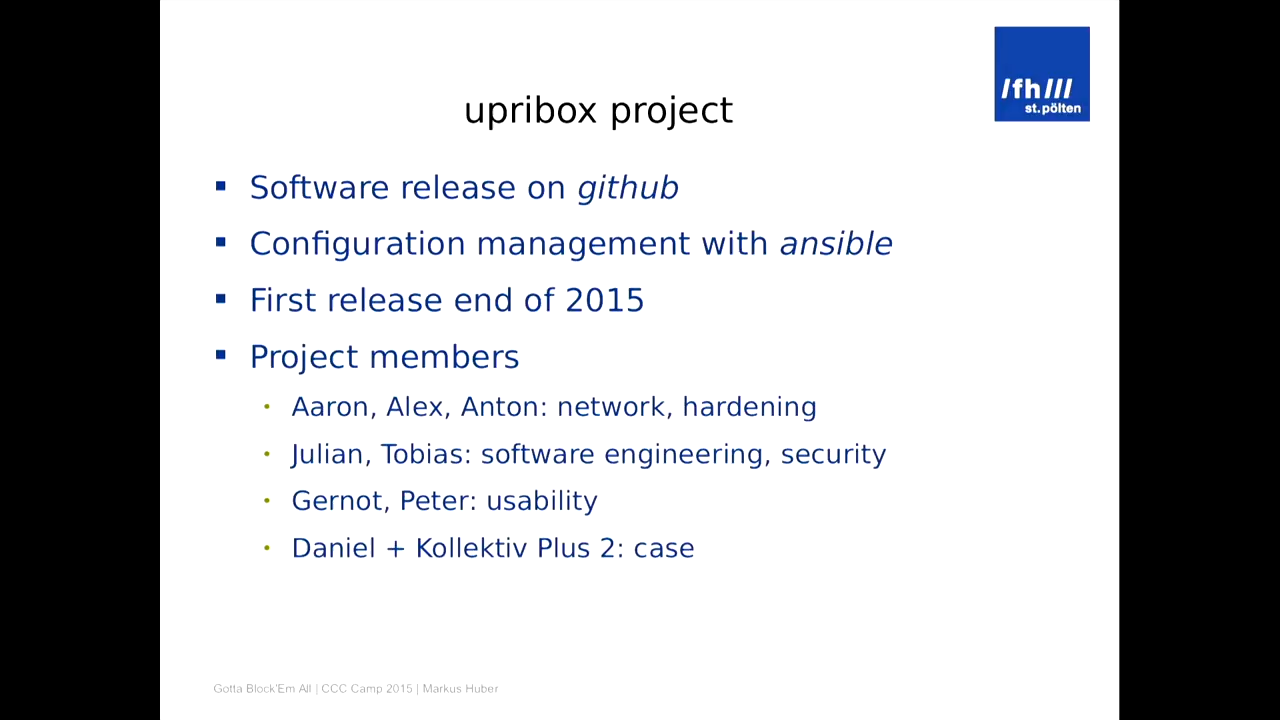 /fh///
st.pölten
upribox project
Software release on github
Configuration management with ansible
First release end of 2015
Project members
Aaron, Alex, Anton: network, hardening
Julian, Tobias: software engineering, security
Gernot, Peter: usability
Daniel + Kollektiv Plus 2: case
Gotta Block'Em All | CCC Camp 2015 | Markus Huber